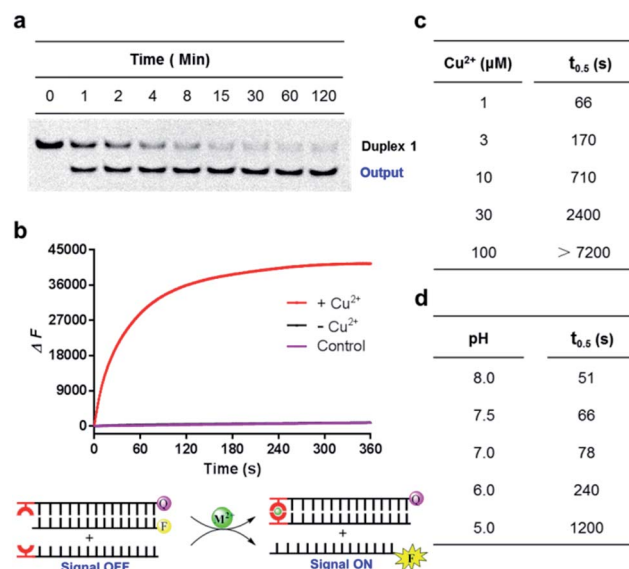 a
Time ( Min)
0 1 2 4 8 15 30 60 120
Duplex 1
Output
b
45000
36000
27000
18000
9000
0
Δ F
+ Cu²⁺
- Cu²⁺
Control
0 60 120 180 240 300 360
Time (s)
Q
F
+
Signal OFF
M²⁺
Q
+
F
Signal ON
c
Cu²⁺ (µM) t₀.₅ (s)
1 66
3 170
10 710
30 2400
100 > 7200
d
pH t₀.₅ (s)
8.0 51
7.5 66
7.0 78
6.0 240
5.0 1200